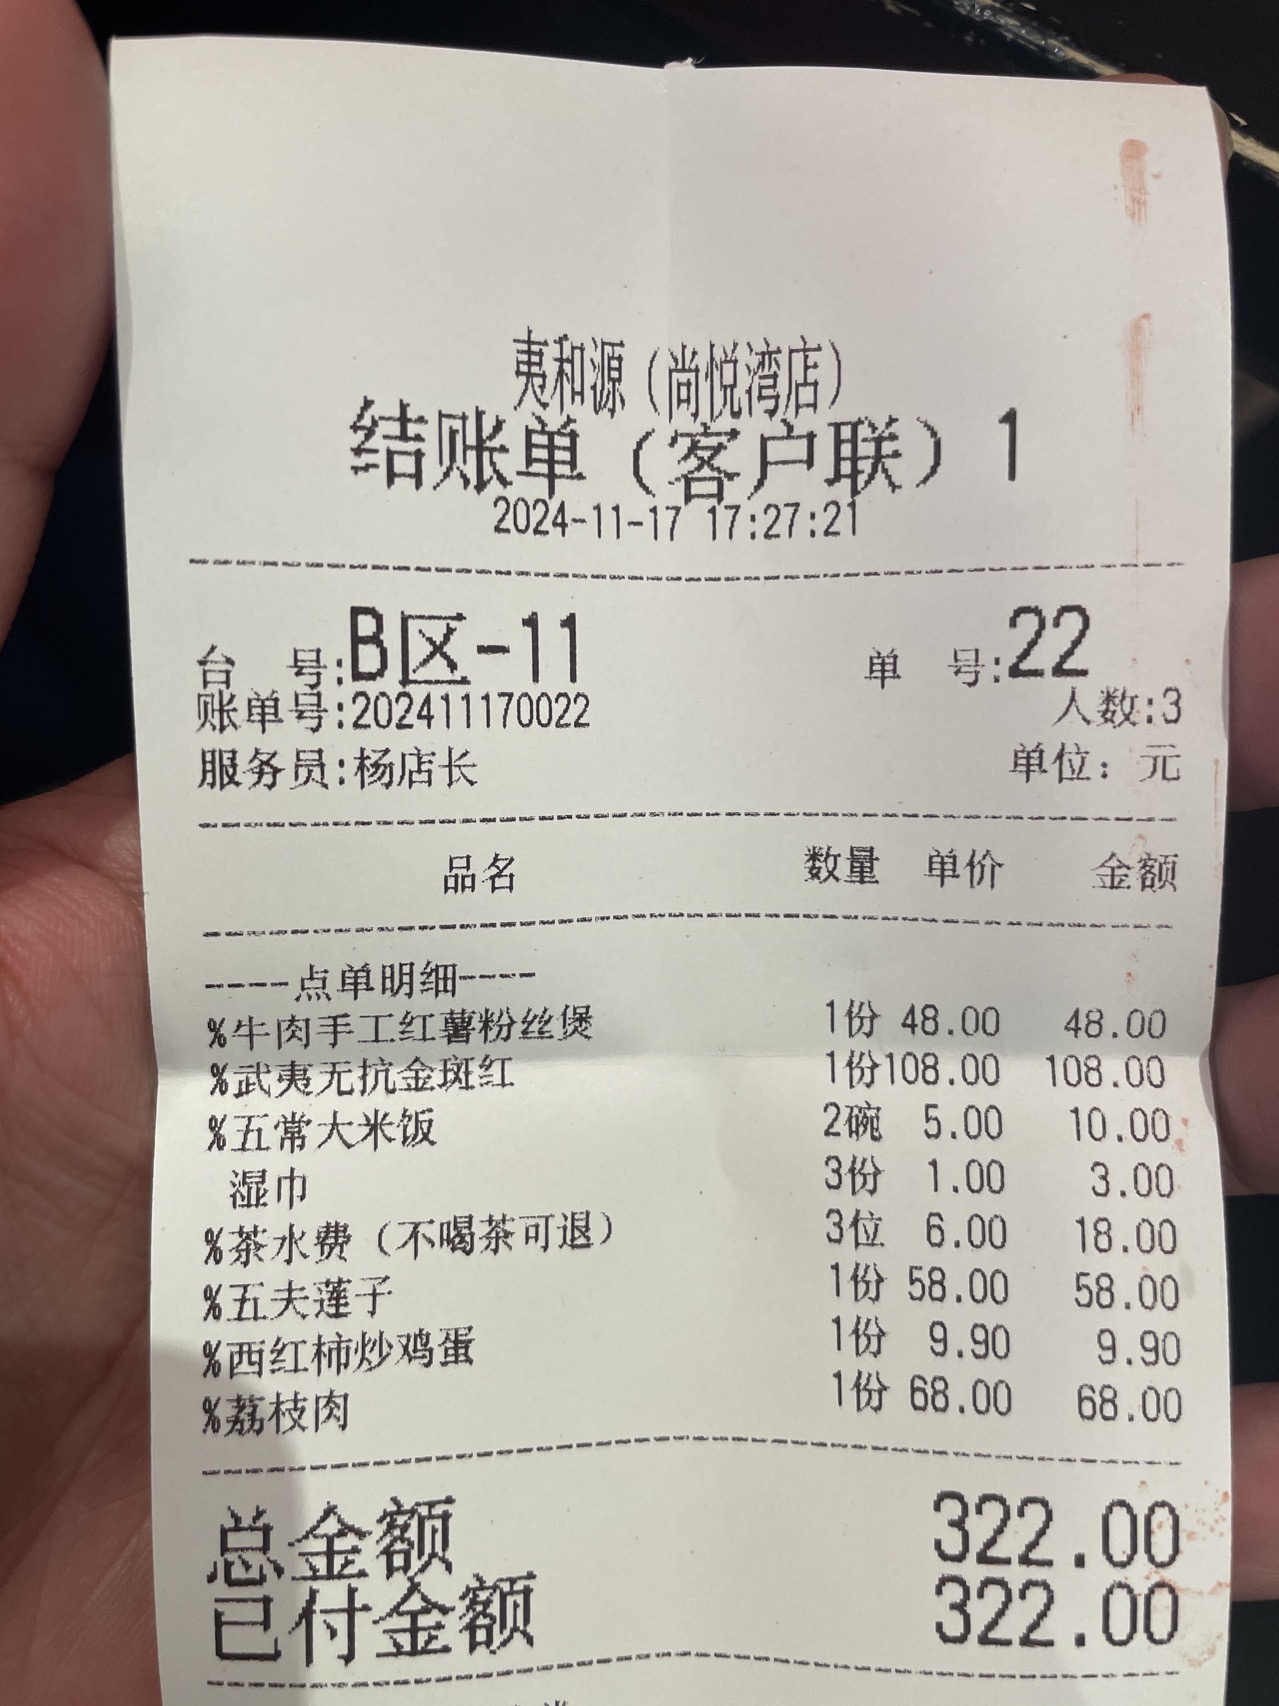 夷和源(尚悦湾店)
结账单(客户联)1
2024-11-17 17:27:21
台 号:B区-11 单 号:22
账单号:202411170022 人数:3
服务员:杨店长 单位: 元
品名 数量 单价 金额
----点单明细----
%牛肉手工红薯粉丝煲 1份 48.00 48.00
%武夷无抗金斑红 1份108.00 108.00
%五常大米饭 2碗 5.00 10.00
湿巾 3份 1.00 3.00
%茶水费(不喝茶可退) 3位 6.00 18.00
%五夫莲子 1份 58.00 58.00
%西红柿炒鸡蛋 1份 9.90 9.90
%荔枝肉 1份 68.00 68.00
总金额 322.00
已付金额 322.00